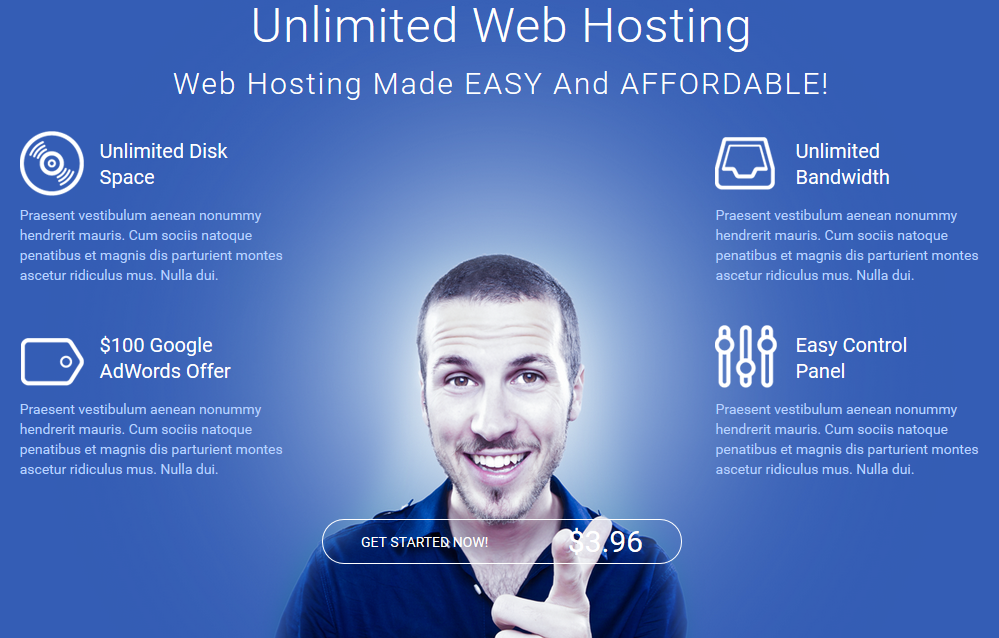 Unlimited Web Hosting
Web Hosting Made EASY And AFFORDABLE!
Unlimited Disk
Space
Praesent vestibulum aenean nonummy
hendrerit mauris. Cum sociis natoque
penatibus et magnis dis parturient montes
ascetur ridiculus mus. Nulla dui.
Unlimited
Bandwidth
Praesent vestibulum aenean nonummy
hendrerit mauris. Cum sociis natoque
penatibus et magnis dis parturient montes
ascetur ridiculus mus. Nulla dui.
$100 Google
AdWords Offer
Praesent vestibulum aenean nonummy
hendrerit mauris. Cum sociis natoque
penatibus et magnis dis parturient montes
ascetur ridiculus mus. Nulla dui.
Easy Control
Panel
Praesent vestibulum aenean nonummy
hendrerit mauris. Cum sociis natoque
penatibus et magnis dis parturient montes
ascetur ridiculus mus. Nulla dui.
GET STARTED NOW! $3.96